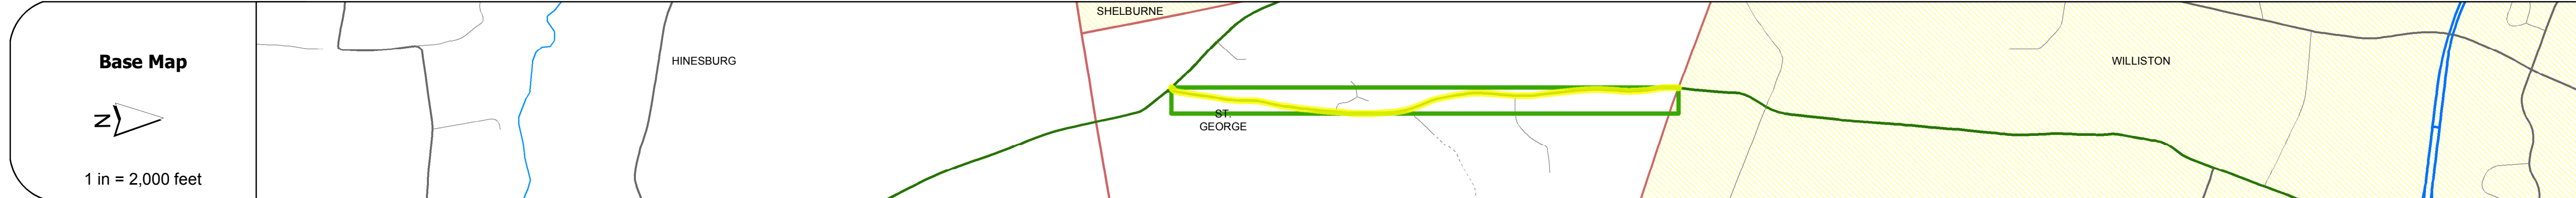 Base Map
N
1 in = 2,000 feet
HINESBURG
SHELBURNE
ST.
GEORGE
WILLISTON